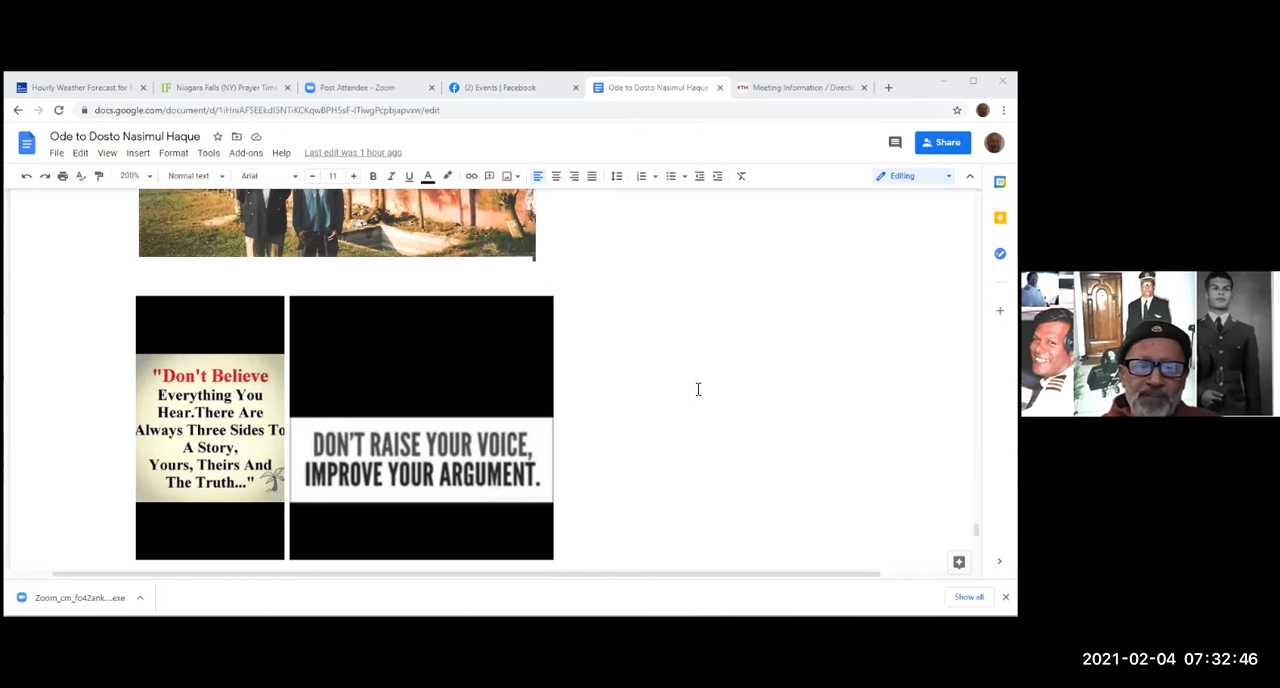 Hourly Weather Forecast for N
Niagara Falls (NY) Prayer Time
Post Attendee - Zoom
(2) Events | Facebook
Ode to Dosto Nasimul Haque
Meeting Information / Directi
Ode to Dosto Nasimul Haque
Share
File Edit View Insert Format Tools Add-ons Help Last edit was 1 hour ago
200% Normal text Arial 11 Editing
"Don't Believe
Everything You
Hear.There Are
Always Three Sides To
A Story,
Yours, Theirs And
The Truth..."
DON'T RAISE YOUR VOICE,
IMPROVE YOUR ARGUMENT.
Zoom_cm_fo42ank....exe
Show all
2021-02-04 07:32:46